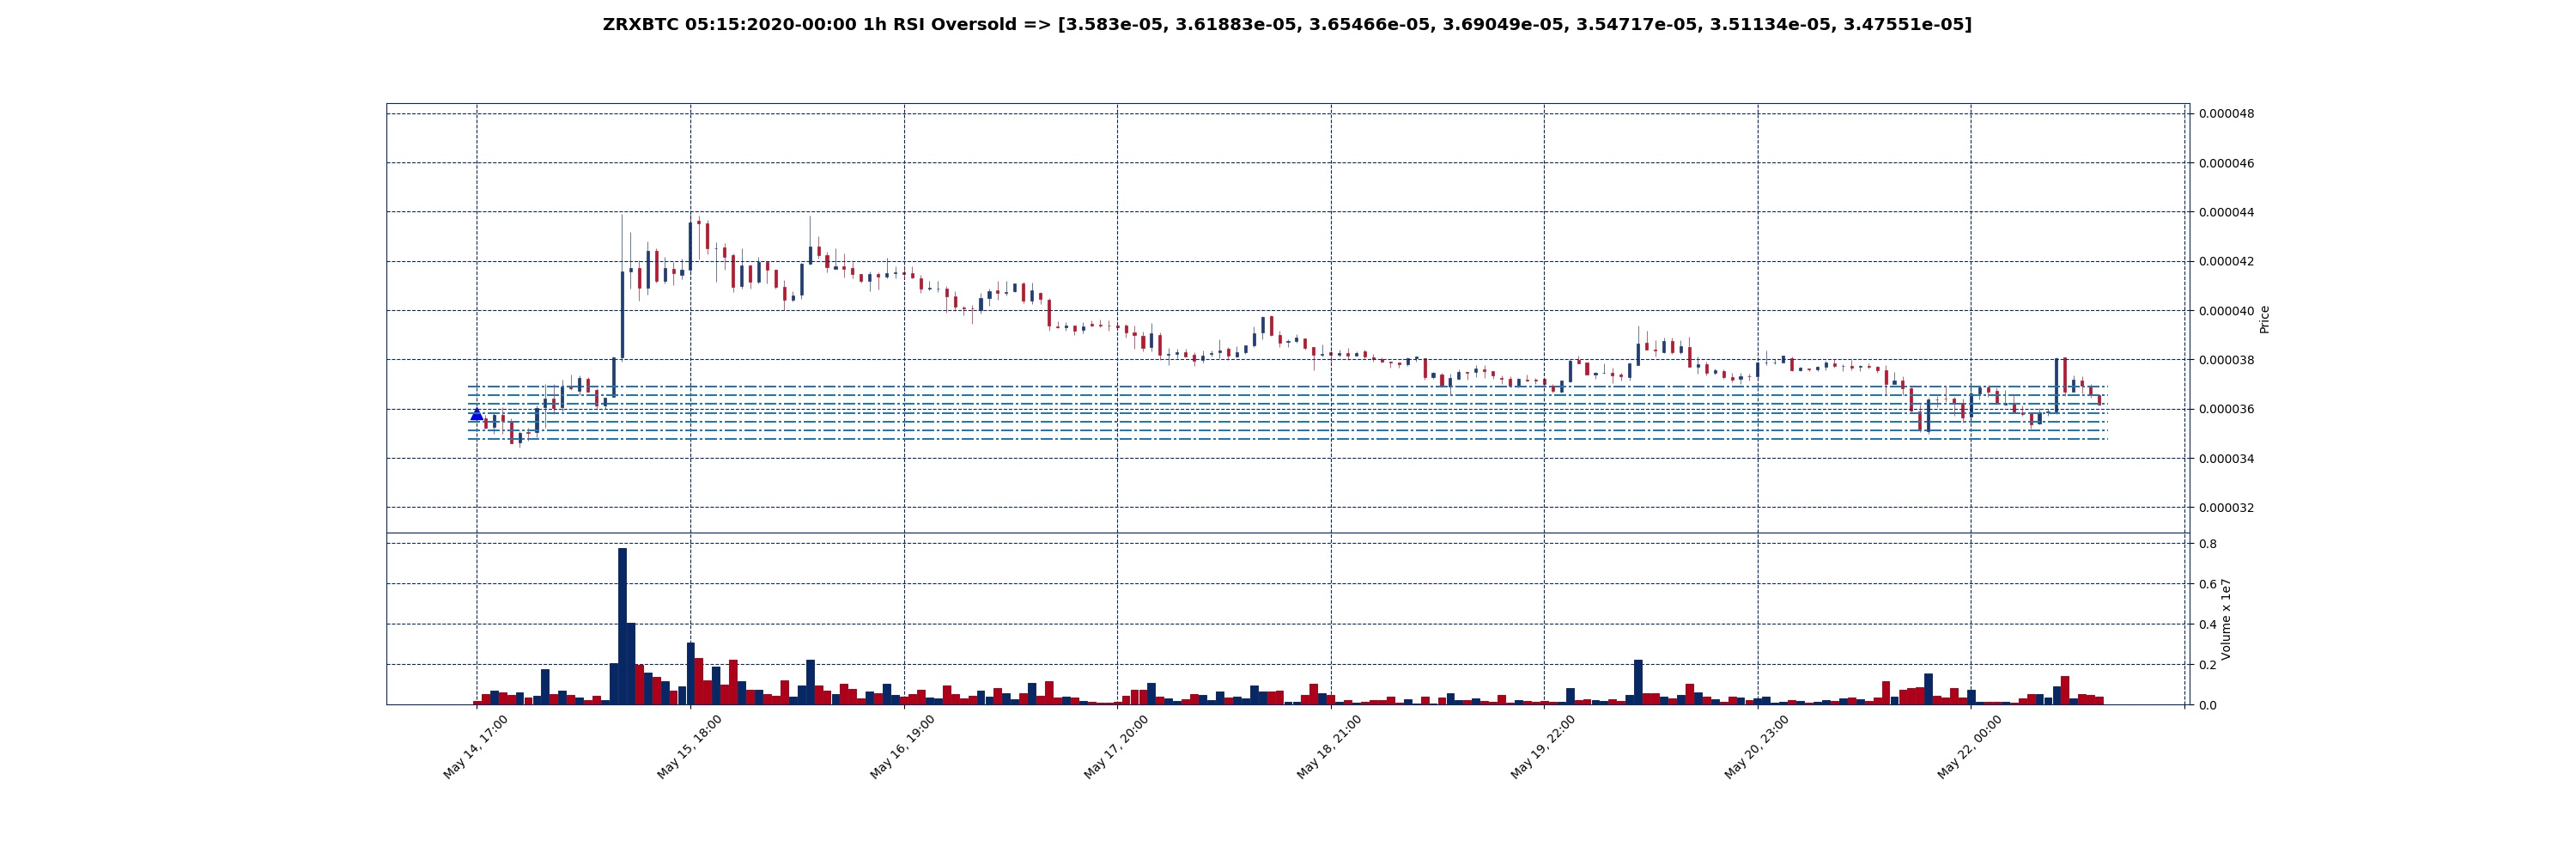 ZRXBTC 05:15:2020-00:00 1h RSI Oversold => [3.583e-05, 3.61883e-05, 3.65466e-05, 3.69049e-05, 3.54717e-05, 3.51134e-05, 3.47551e-05]
0.000048
0.000046
0.000044
0.000042
0.000040
0.000038
0.000036
0.000034
0.000032
Price
0.8
0.6
0.4
0.2
0.0
Volume x 1e7
May 14, 17:00
May 15, 18:00
May 16, 19:00
May 17, 20:00
May 18, 21:00
May 19, 22:00
May 20, 23:00
May 22, 00:00